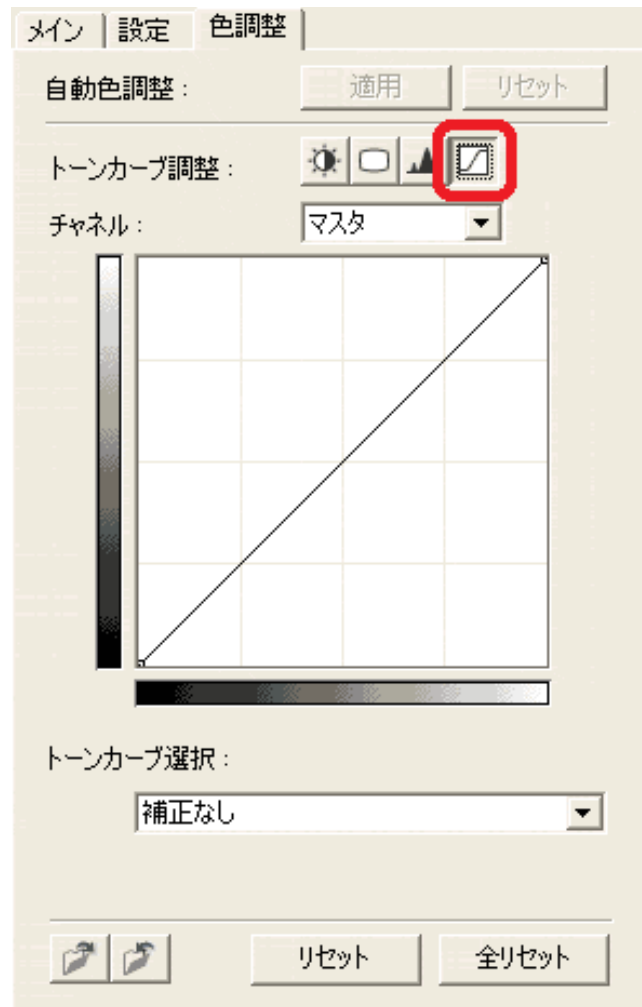 メイン 設定 色調整
自動色調整： 適用 リセット
トーンカーブ調整：
チャネル： マスタ
トーンカーブ選択：
補正なし
リセット 全リセット